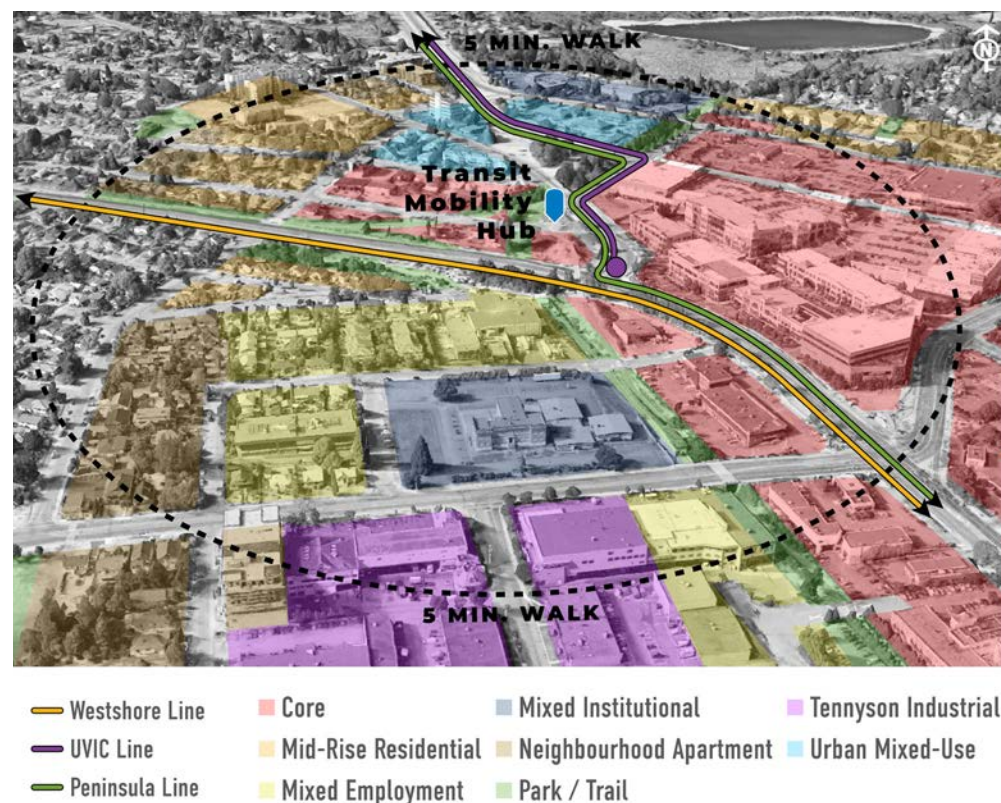 5 MIN. WALK
N
Transit
Mobility
Hub
5 MIN. WALK
Westshore Line
UVIC Line
Peninsula Line
Core
Mid-Rise Residential
Mixed Employment
Mixed Institutional
Neighbourhood Apartment
Park / Trail
Tennyson Industrial
Urban Mixed-Use